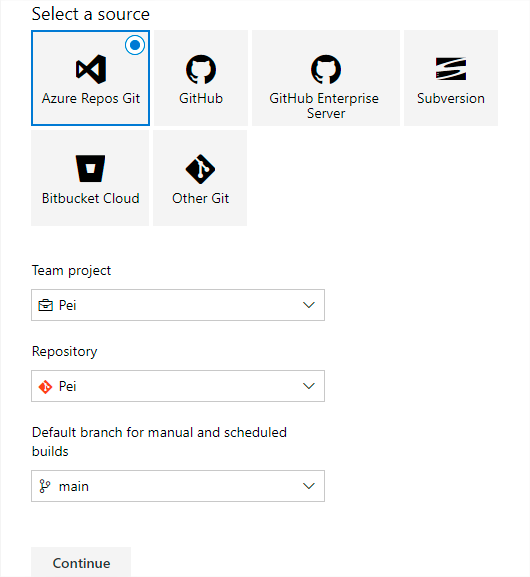 Select a source
Azure Repos Git
GitHub
GitHub Enterprise
Server
Subversion
Bitbucket Cloud
Other Git
Team project
Pei
Repository
Pei
Default branch for manual and scheduled
builds
main
Continue